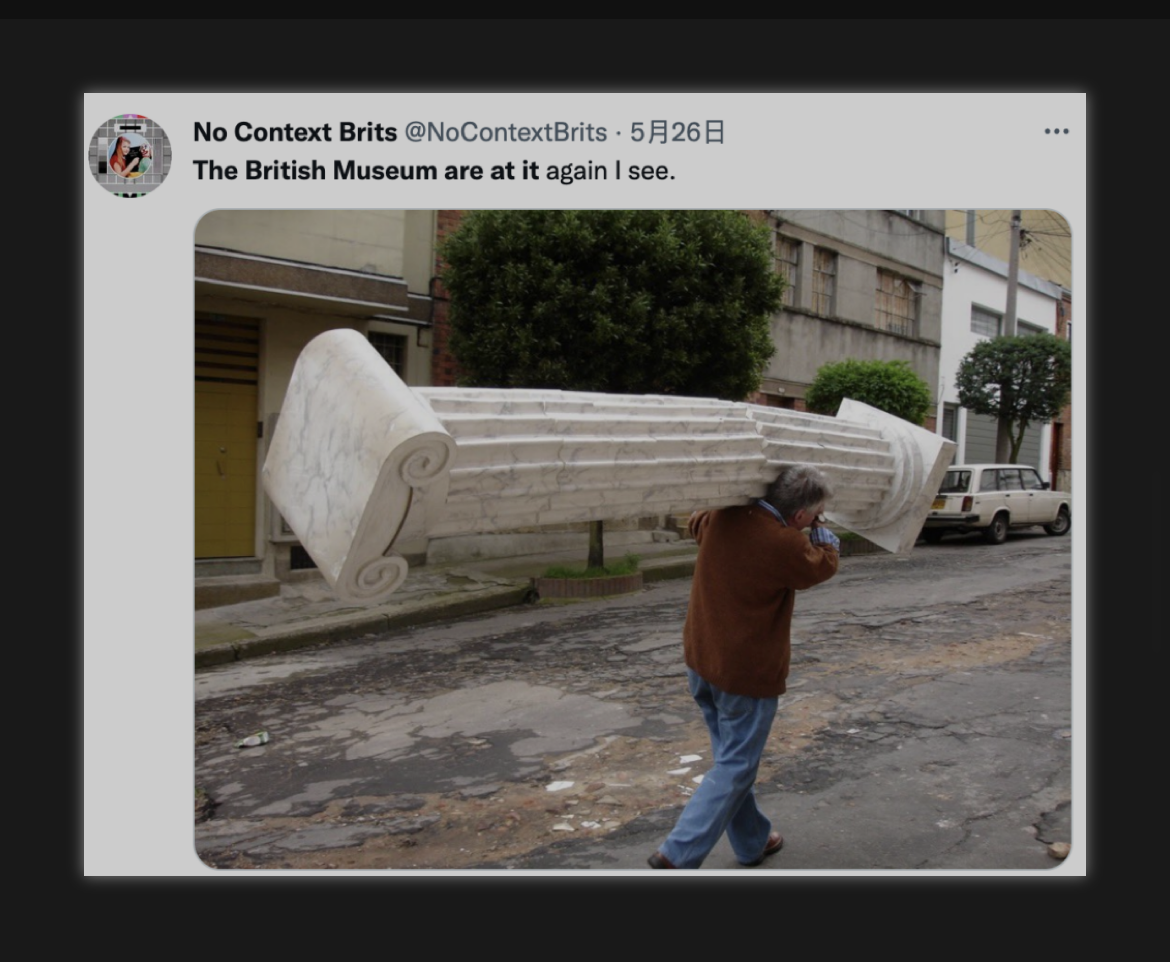 No Context Brits @NoContextBrits · 5月26日
The British Museum are at it again I see.